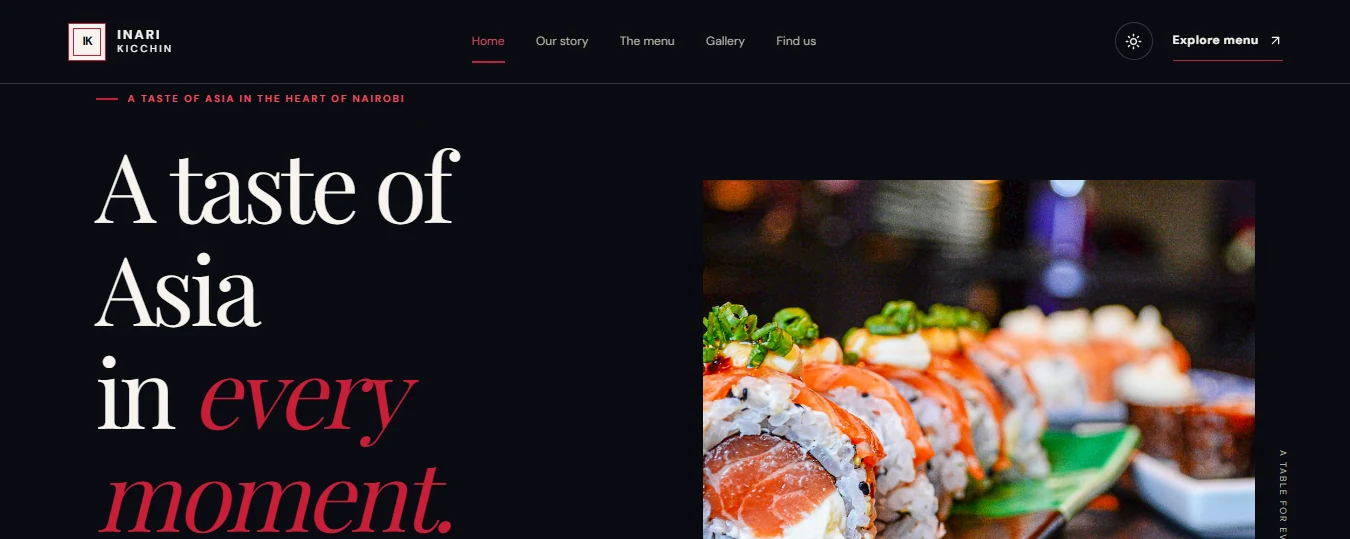 IK
INARI
KICCHIN
Home
Our story
The menu
Gallery
Find us
Explore menu
A TASTE OF ASIA IN THE HEART OF NAIROBI
A taste of
Asia
in every
moment.
A TABLE FOR